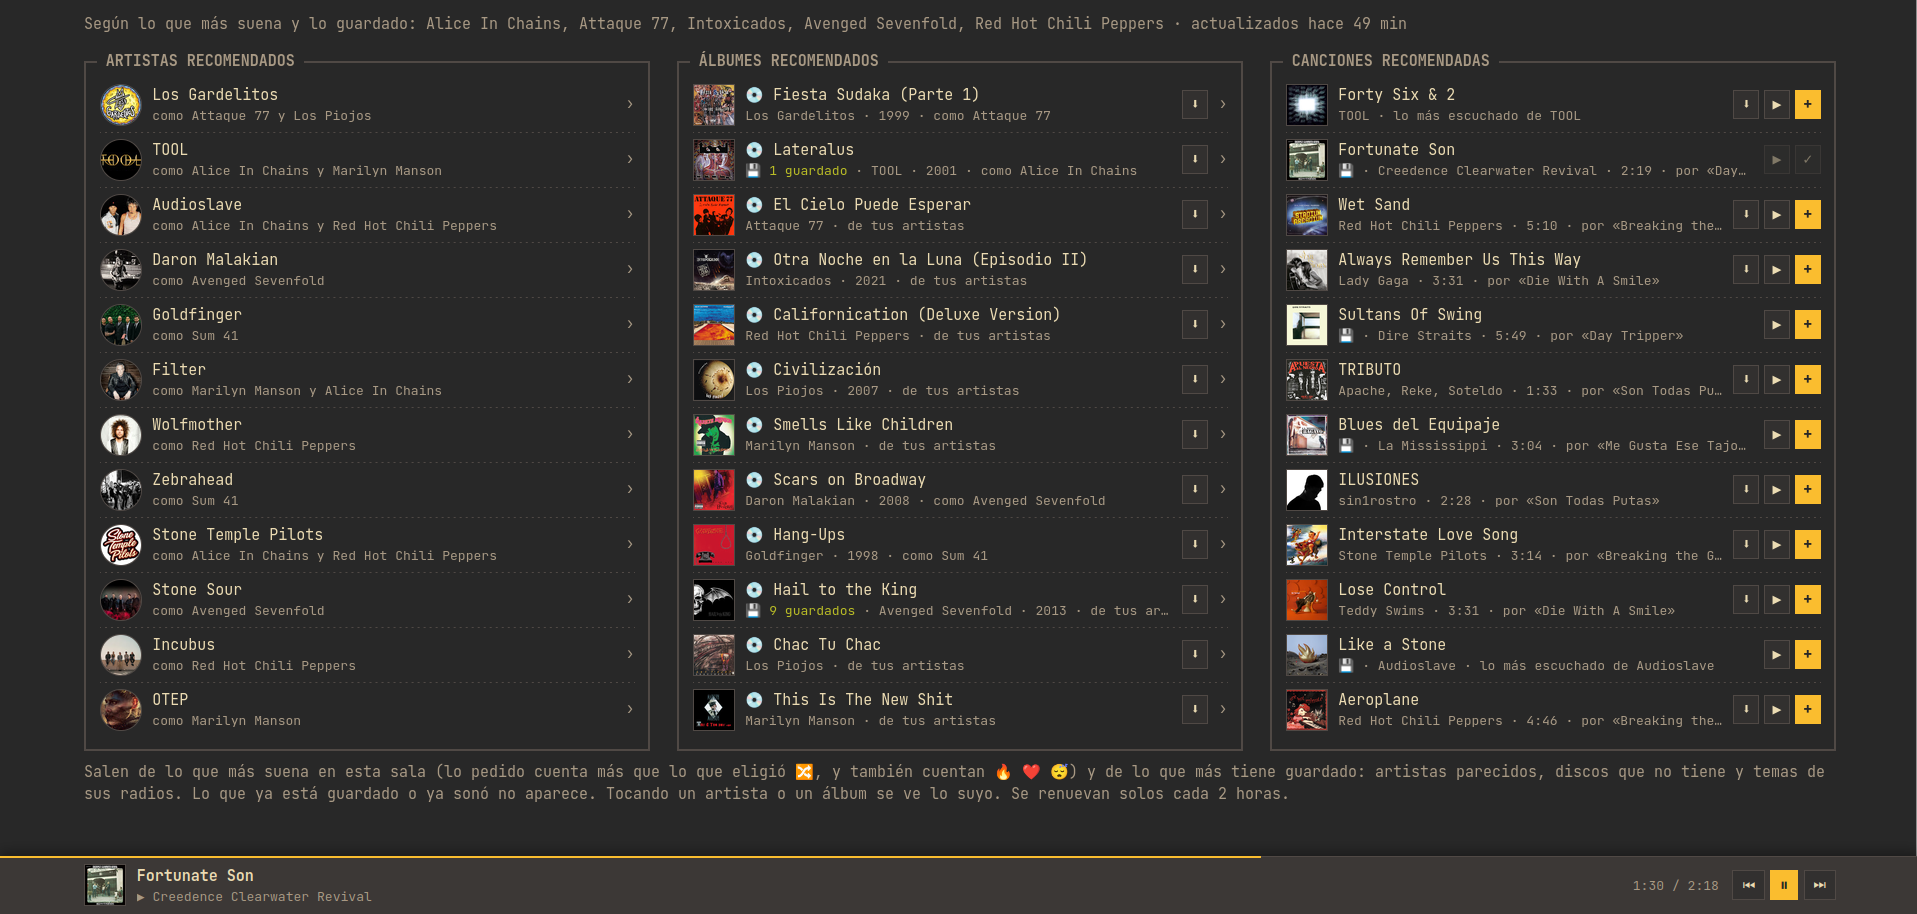 Según lo que más suena y lo guardado: Alice In Chains, Attaque 77, Intoxicados, Avenged Sevenfold, Red Hot Chili Peppers · actualizados hace 49 min
ARTISTAS RECOMENDADOS
Los Gardelitos
como Attaque 77 y Los Piojos
TOOL
como Alice In Chains y Marilyn Manson
Audioslave
como Alice In Chains y Red Hot Chili Peppers
Daron Malakian
como Avenged Sevenfold
Goldfinger
como Sum 41
Filter
como Marilyn Manson y Alice In Chains
Wolfmother
como Red Hot Chili Peppers
Zebrahead
como Sum 41
Stone Temple Pilots
como Alice In Chains y Red Hot Chili Peppers
Stone Sour
como Avenged Sevenfold
Incubus
como Red Hot Chili Peppers
OTEP
como Marilyn Manson
ÁLBUMES RECOMENDADOS
💿 Fiesta Sudaka (Parte 1)
Los Gardelitos · 1999 · como Attaque 77
💿 Lateralus
💾 1 guardado · TOOL · 2001 · como Alice In Chains
💿 El Cielo Puede Esperar
Attaque 77 · de tus artistas
💿 Otra Noche en la Luna (Episodio II)
Intoxicados · 2021 · de tus artistas
💿 Californication (Deluxe Version)
Red Hot Chili Peppers · de tus artistas
💿 Civilización
Los Piojos · 2007 · de tus artistas
💿 Smells Like Children
Marilyn Manson · de tus artistas
💿 Scars on Broadway
Daron Malakian · 2008 · como Avenged Sevenfold
💿 Hang-Ups
Goldfinger · 1998 · como Sum 41
💿 Hail to the King
💾 9 guardados · Avenged Sevenfold · 2013 · de tus ar…
💿 Chac Tu Chac
Los Piojos · de tus artistas
💿 This Is The New Shit
Marilyn Manson · de tus artistas
CANCIONES RECOMENDADAS
Forty Six & 2
TOOL · lo más escuchado de TOOL
Fortunate Son
💾 · Creedence Clearwater Revival · 2:19 · por «Day…
Wet Sand
Red Hot Chili Peppers · 5:10 · por «Breaking the…
Always Remember Us This Way
Lady Gaga · 3:31 · por «Die With A Smile»
Sultans Of Swing
💾 · Dire Straits · 5:49 · por «Day Tripper»
TRIBUTO
Apache, Reke, Soteldo · 1:33 · por «Son Todas Pu…
Blues del Equipaje
💾 · La Mississippi · 3:04 · por «Me Gusta Ese Tajo…
ILUSIONES
sin1rostro · 2:28 · por «Son Todas Putas»
Interstate Love Song
Stone Temple Pilots · 3:14 · por «Breaking the G…
Lose Control
Teddy Swims · 3:31 · por «Die With A Smile»
Like a Stone
💾 · Audioslave · lo más escuchado de Audioslave
Aeroplane
Red Hot Chili Peppers · 4:46 · por «Breaking the…
Salen de lo que más suena en esta sala (lo pedido cuenta más que lo que eligió 🔀, y también cuentan 🔥 ❤️ 😴) y de lo que más tiene guardado: artistas parecidos, discos que no tiene y temas de
sus radios. Lo que ya está guardado o ya sonó no aparece. Tocando un artista o un álbum se ve lo suyo. Se renuevan solos cada 2 horas.
Fortunate Son
▶ Creedence Clearwater Revival
1:30 / 2:18